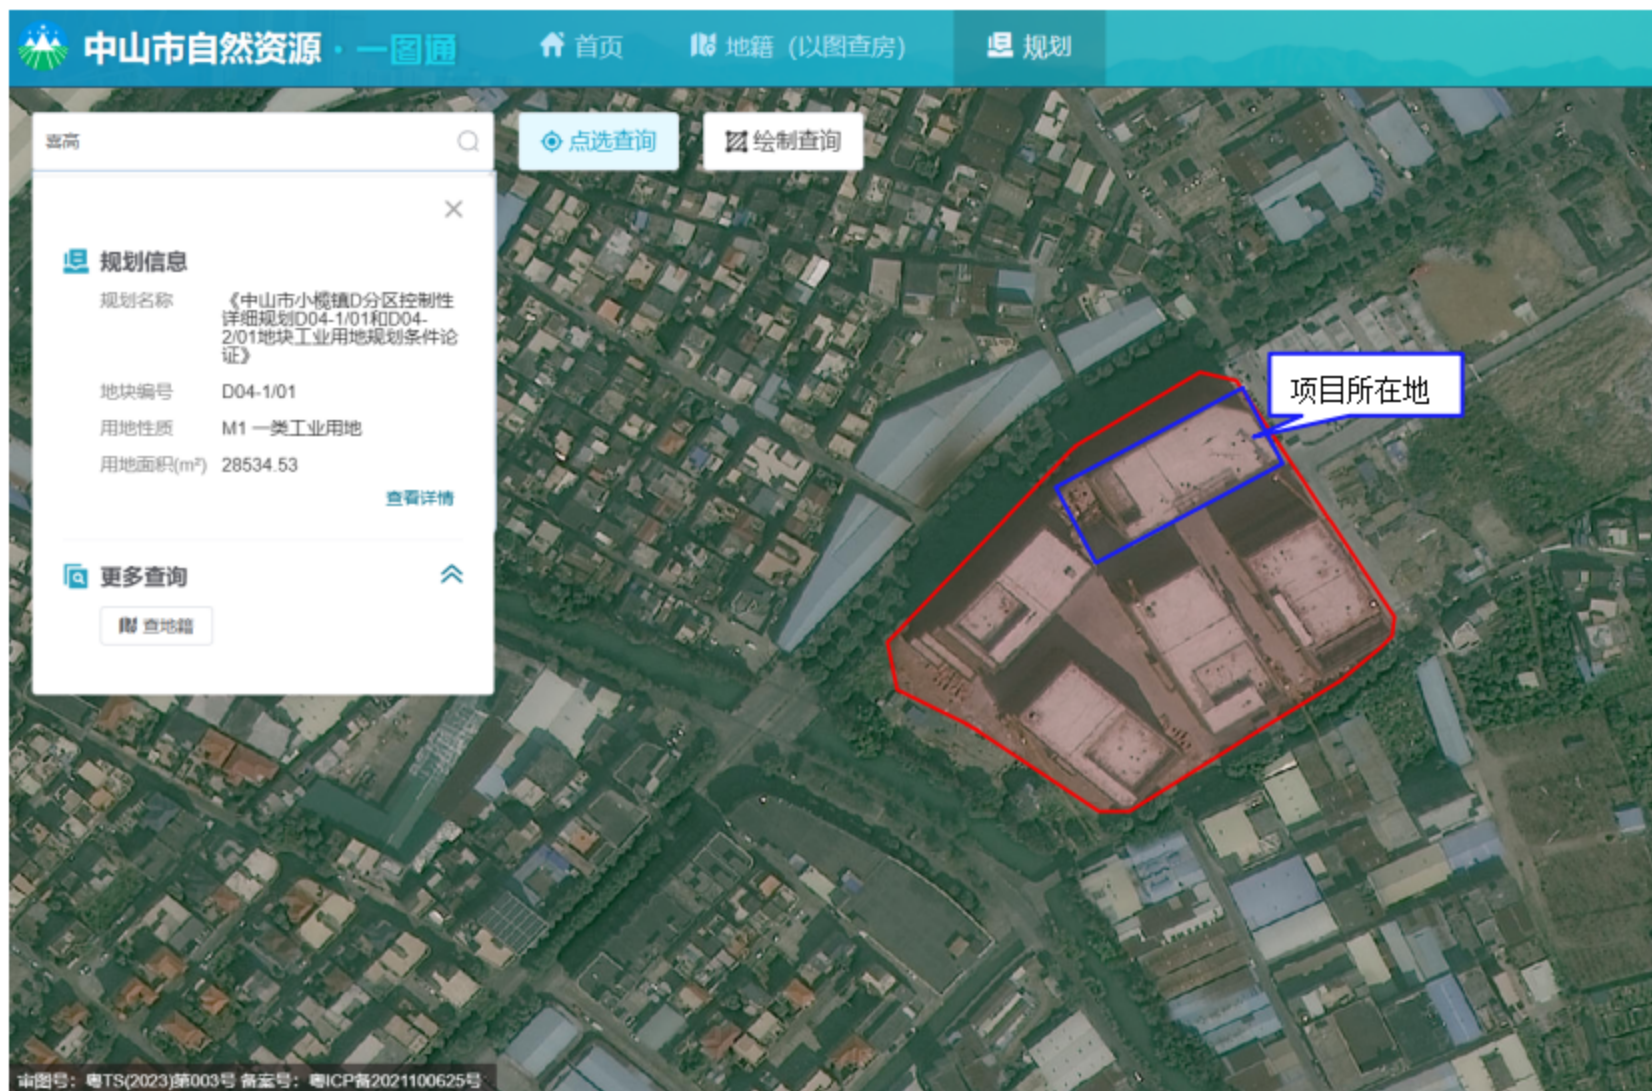 中山市自然资源·一图通
首页
地籍（以图查房）
规划
喜高
点选查询
绘制查询
规划信息
规划名称
《中山市小榄镇D分区控制性
详细规划D04-1/01和D04-
2/01地块工业用地规划条件论
证》
地块编号 D04-1/01
用地性质 M1 一类工业用地
用地面积(m²) 28534.53
查看详情
更多查询
查地籍
项目所在地
审图号：粤TS(2023)第003号 备案号：粤ICP备2021100625号